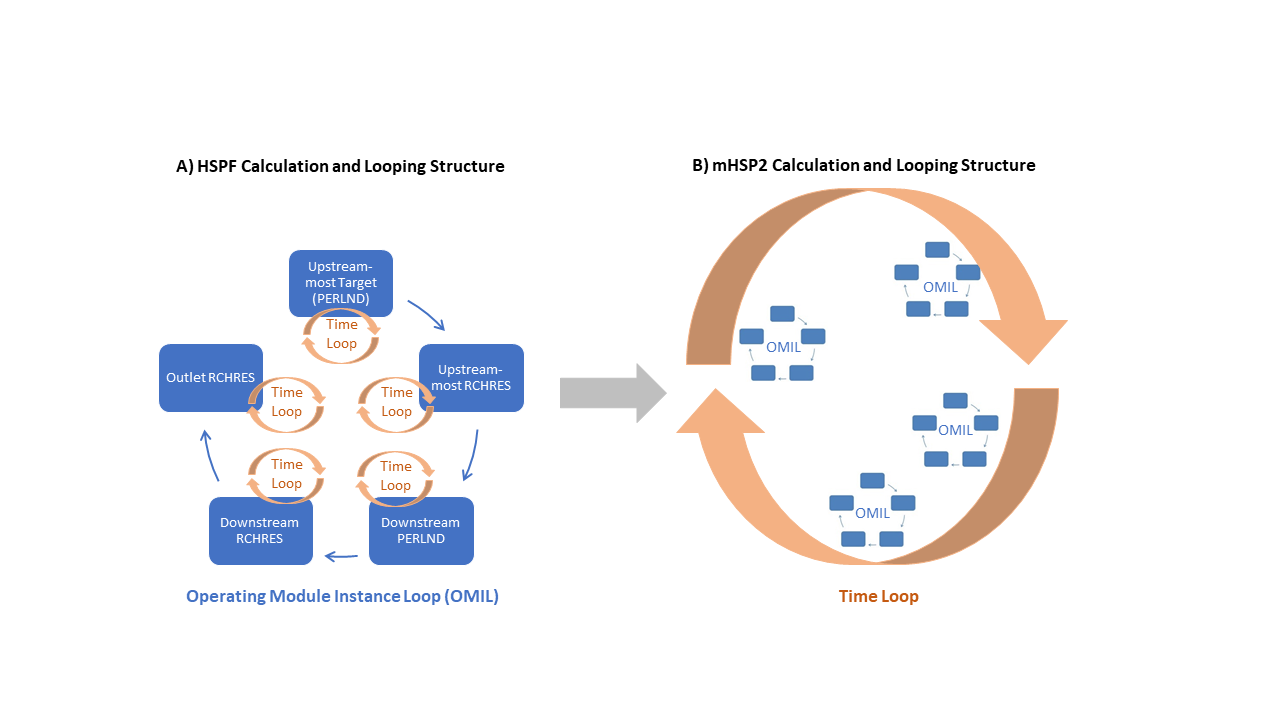 A) HSPF Calculation and Looping Structure
Upstream-
most Target
(PERLND)
Time
Loop
Outlet RCHRES
Time
Loop
Time
Loop
Upstream-
most RCHRES
Time
Loop
Time
Loop
Downstream
RCHRES
Downstream
PERLND
Operating Module Instance Loop (OMIL)
B) mHSP2 Calculation and Looping Structure
OMIL
OMIL
OMIL
OMIL
Time Loop